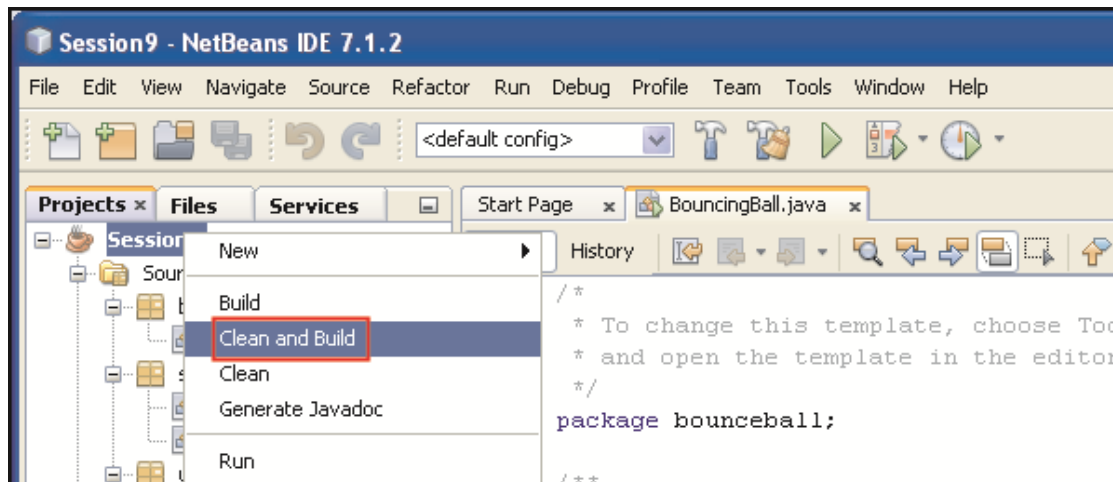 Session9 - NetBeans IDE 7.1.2
File Edit View Navigate Source Refactor Run Debug Profile Team Tools Window Help
<default config>
Projects Files Services
Start Page BouncingBall.java
Session
New
History
Sour
Build
Clean and Build
Clean
Generate Javadoc
Run
/*
* To change this template, choose Too
* and open the template in the editor
*/
package bounceball;
/**